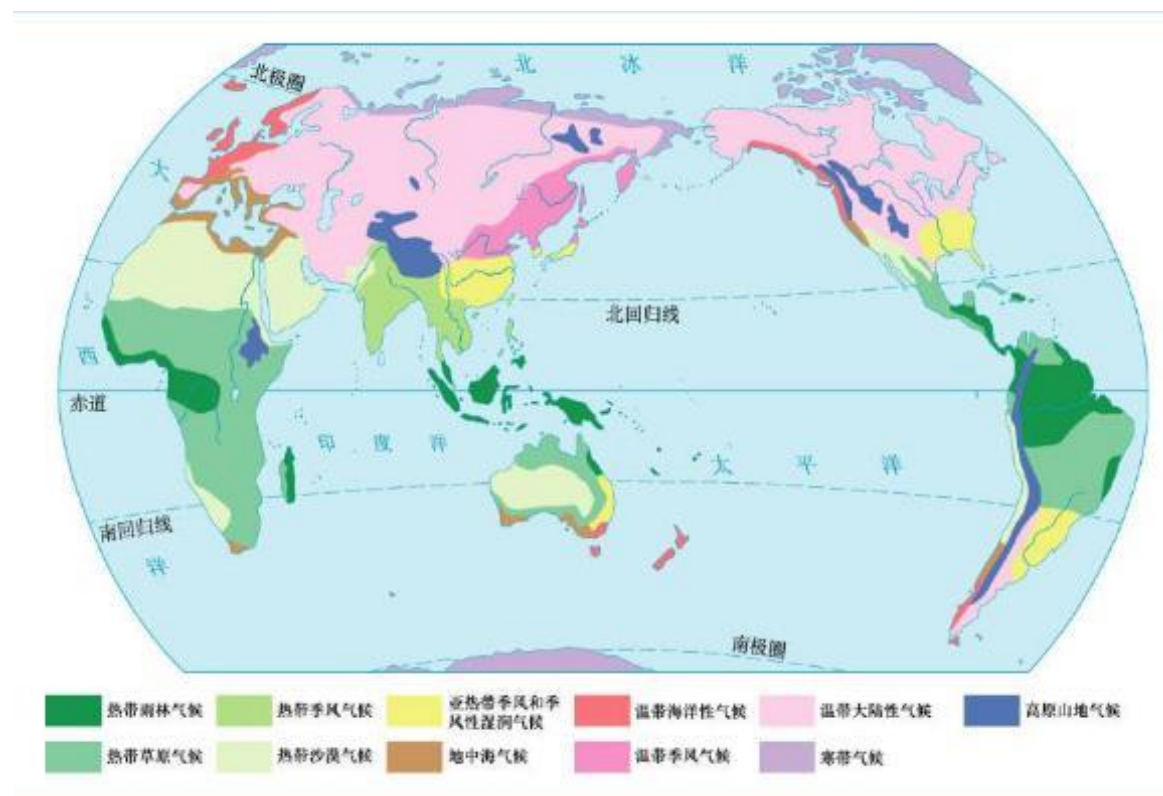 北 冰 洋
北极圈
大
北回归线
西
赤道
印 度 洋
太 平 洋
南回归线
洋
南极圈
热带雨林气候
热带季风气候
亚热带季风和季
风性湿润气候
温带海洋性气候
温带大陆性气候
高原山地气候
热带草原气候
热带沙漠气候
地中海气候
温带季风气候
寒带气候